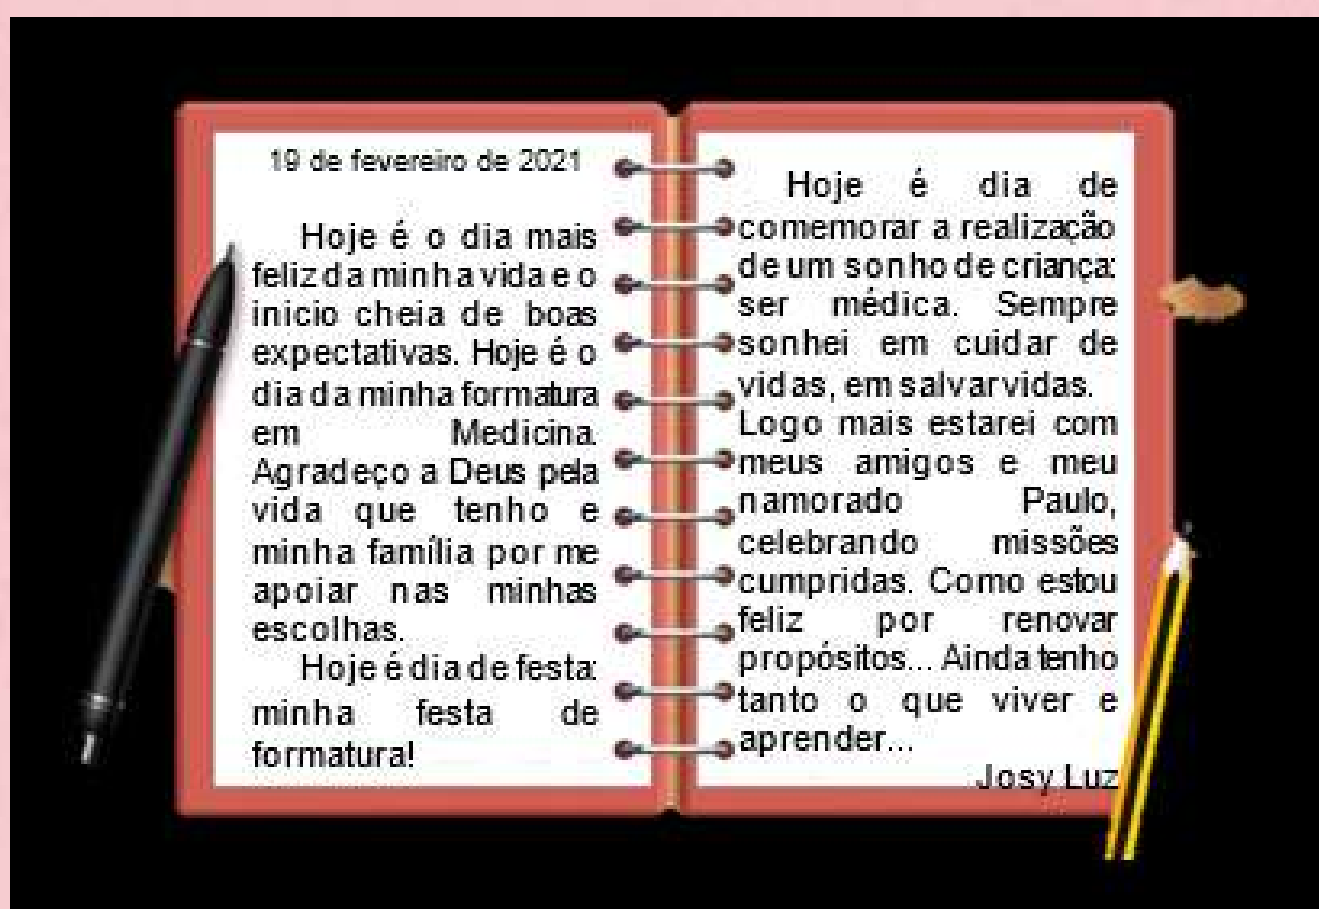 19 de fevereiro de 2021
Hoje é o dia mais
feliz da minha vida e o
inicio cheia de boas
expectativas. Hoje é o
dia da minha formatura
em Medicina.
Agradeço a Deus pela
vida que tenho e
minha família por me
apoiar nas minhas
escolhas.
Hoje é dia de festa:
minha festa de
formatura!
Hoje é dia de
comemorar a realização
de um sonho de criança:
ser médica. Sempre
sonhei em cuidar de
vidas, em salvar vidas.
Logo mais estarei com
meus amigos e meu
namorado Paulo,
celebrando missões
cumpridas. Como estou
feliz por renovar
propósitos... Ainda tenho
tanto o que viver e
aprender...
Josy Luz